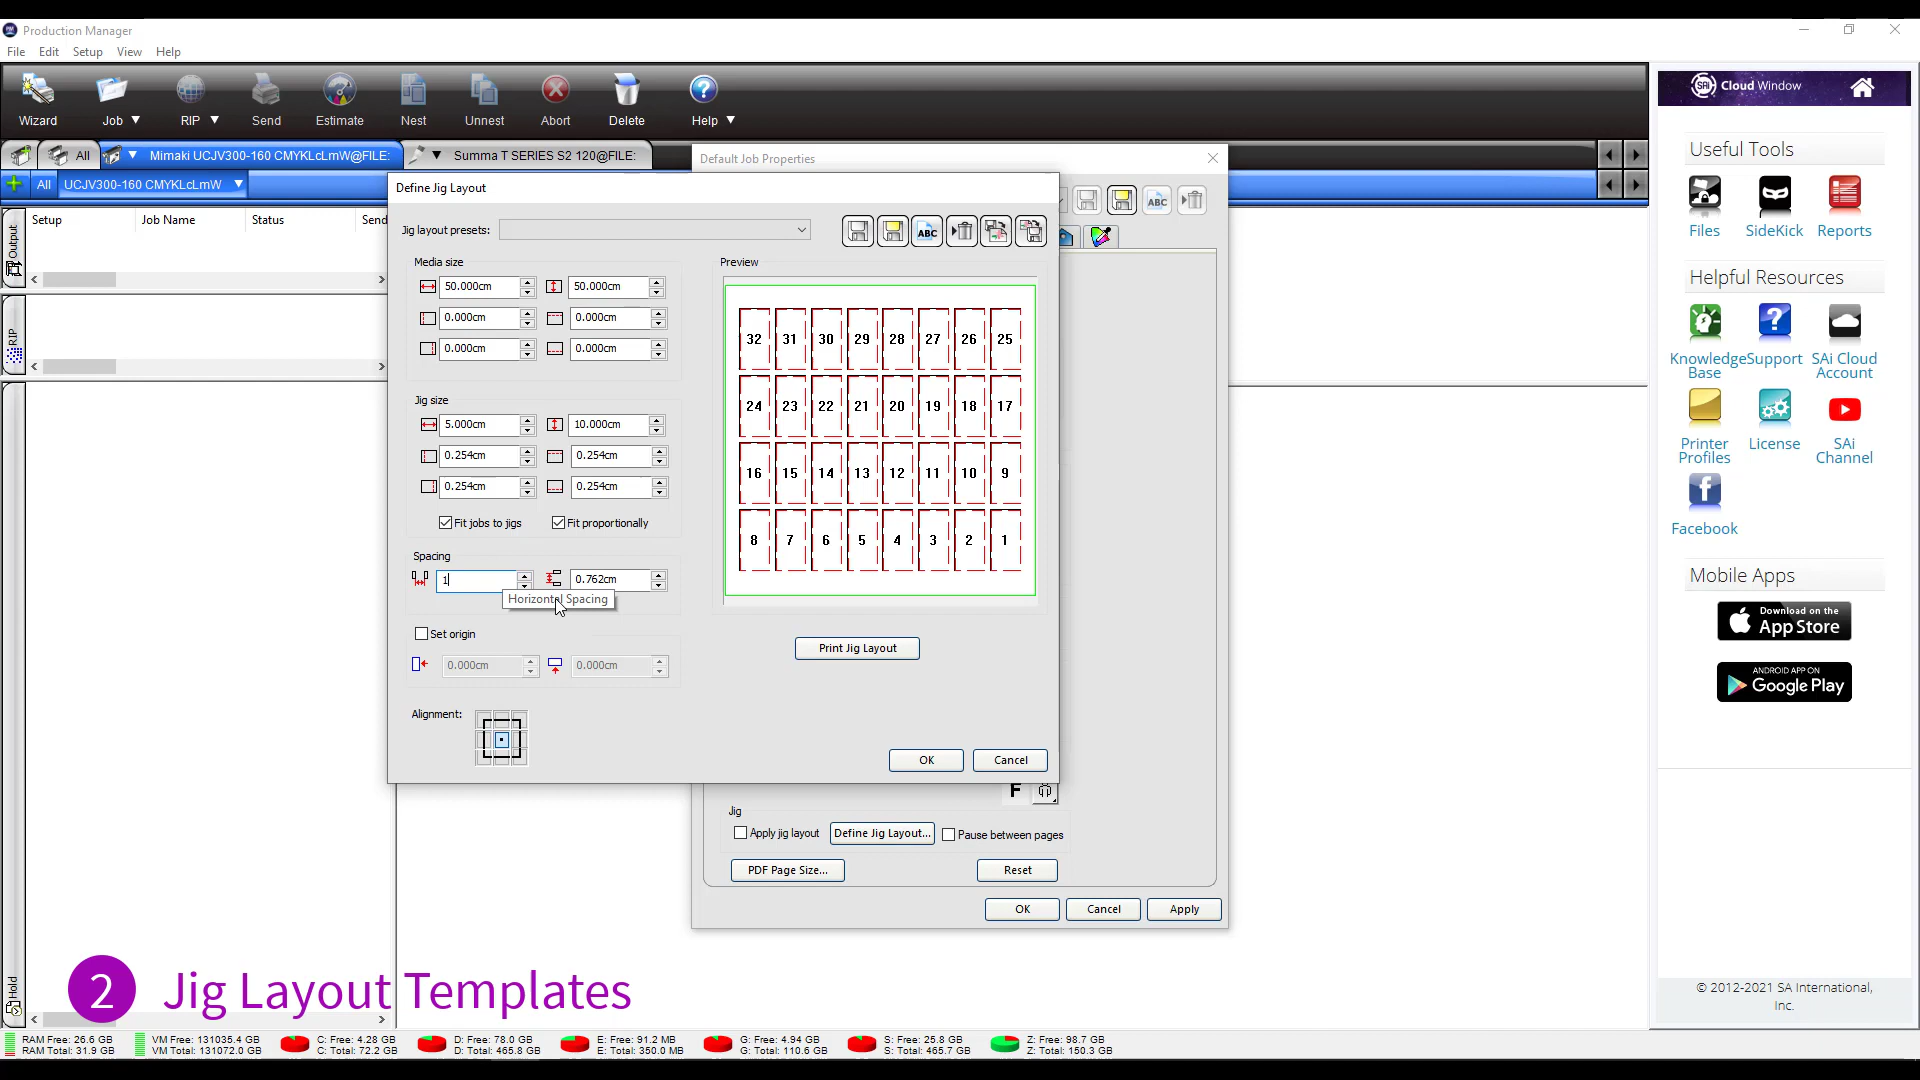 Production Manager
File Edit Setup View Help
Wizard Job RIP Send Estimate Nest Unnest Abort Delete Help
All Mimaki UCJV300-160 CMYKLcLmW@FILE: Summa T SERIES S2 120@FILE:
All UCJV300-160 CMYKLcLmW
Setup Job Name Status Send
Output
RIP
Hold
Default Job Properties
Define Jig Layout
Jig layout presets:
ABC
ABC
Media size
50.000cm 50.000cm
0.000cm 0.000cm
0.000cm 0.000cm
Jig size
5.000cm 10.000cm
0.254cm 0.254cm
0.254cm 0.254cm
Fit jobs to jigs Fit proportionally
Spacing
1 0.762cm
Horizontal Spacing
Set origin
0.000cm 0.000cm
Alignment:
Preview
32 31 30 29 28 27 26 25
24 23 22 21 20 19 18 17
16 15 14 13 12 11 10 9
8 7 6 5 4 3 2 1
Print Jig Layout
OK Cancel
F
Jig
Apply jig layout Define Jig Layout... Pause between pages
PDF Page Size... Reset
OK Cancel Apply
SAi Cloud Window
Useful Tools
Files SideKick Reports
Helpful Resources
Knowledge Base
Support
SAi Cloud Account
Printer Profiles
License
SAi Channel
Facebook
Mobile Apps
Download on the
App Store
ANDROID APP ON
Google Play
© 2012-2021 SA International,
Inc.
2 Jig Layout Templates
RAM Free: 26.6 GB VM Free: 131035.4 GB C: Free: 4.28 GB D: Free: 78.0 GB E: Free: 91.2 MB G: Free: 4.94 GB S: Free: 25.8 GB Z: Free: 98.7 GB
RAM Total: 31.9 GB VM Total: 131072.0 GB C: Total: 72.2 GB D: Total: 465.8 GB E: Total: 350.0 MB G: Total: 110.6 GB S: Total: 465.7 GB Z: Total: 150.3 GB